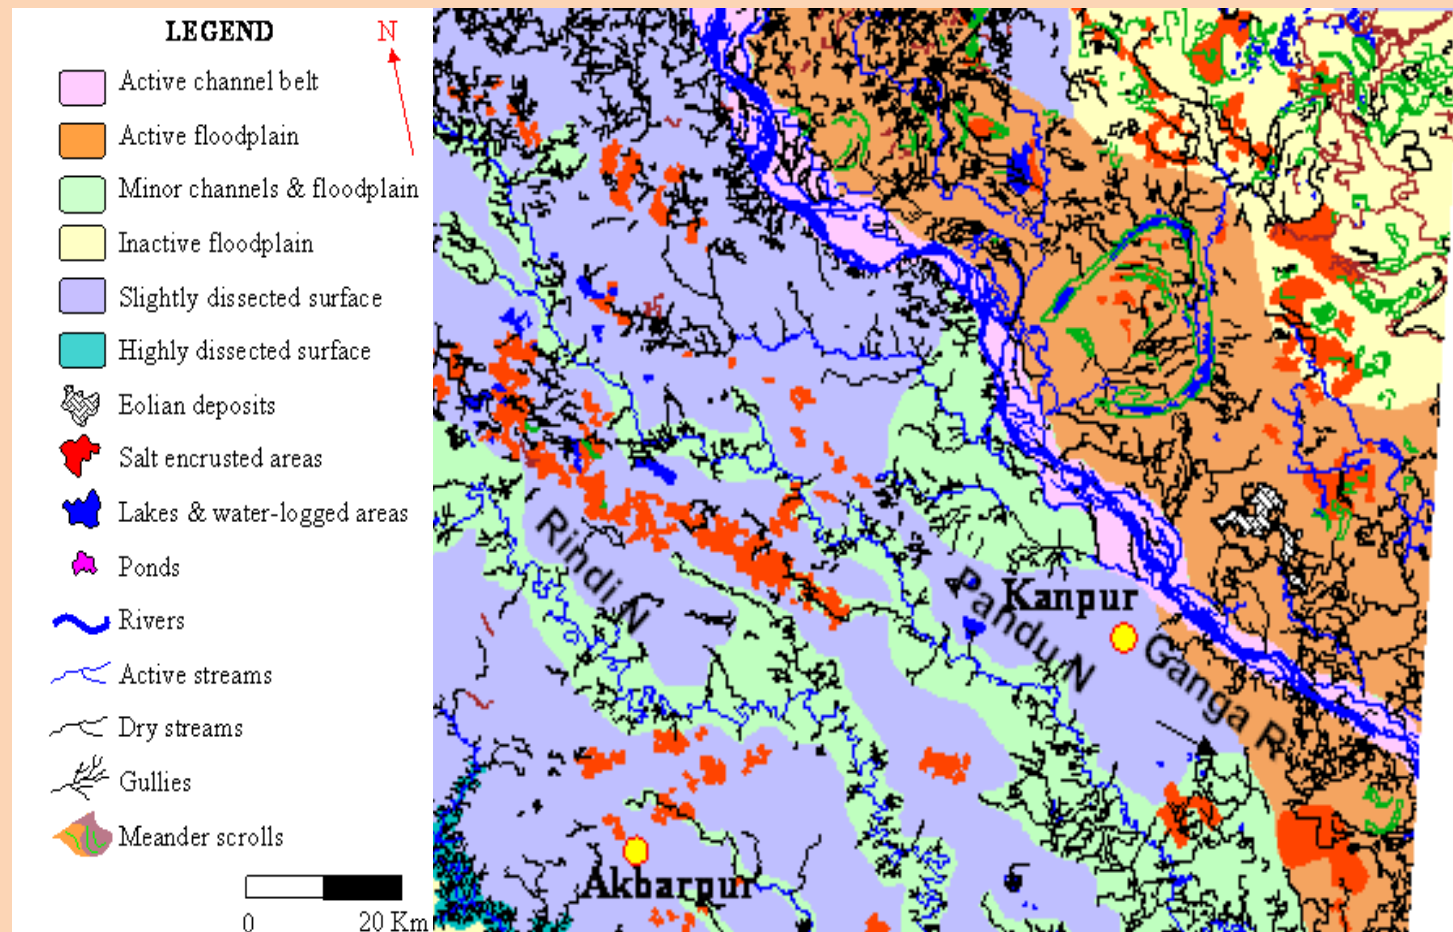 LEGEND
N
Active channel belt
Active floodplain
Minor channels & floodplain
Inactive floodplain
Slightly dissected surface
Highly dissected surface
Eolian deposits
Salt encrusted areas
Lakes & water-logged areas
Ponds
Rivers
Active streams
Dry streams
Gullies
Meander scrolls
0 20 Km
Rindi N
Pandu N
Kanpur
Ganga R
Akbarpur